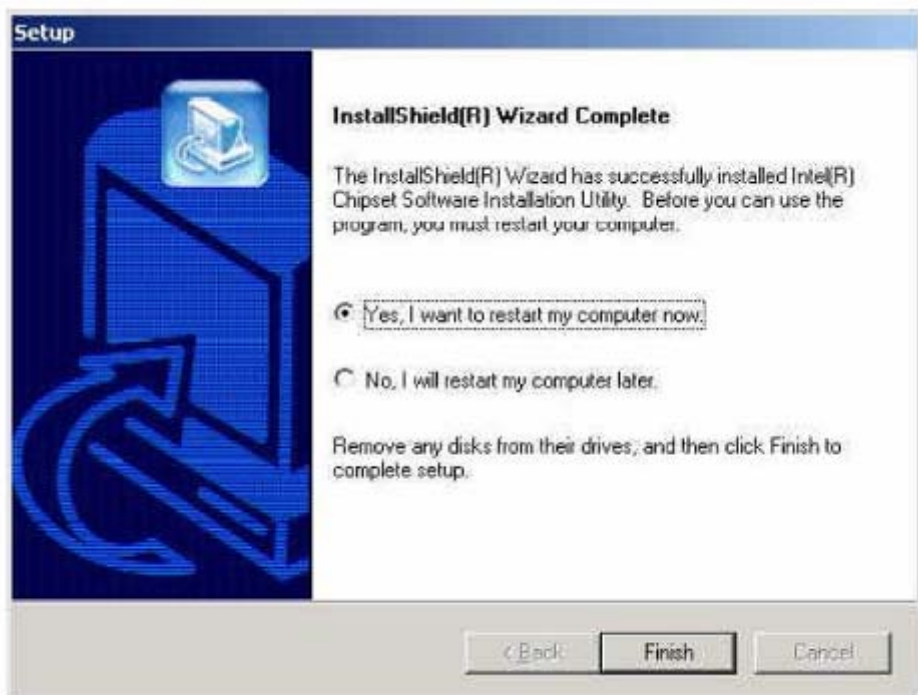 Setup
InstallShield(R) Wizard Complete
The InstallShield(R) Wizard has successfully installed Intel(R)
Chipset Software Installation Utility. Before you can use the
program, you must restart your computer.
Yes, I want to restart my computer now.
No, I will restart my computer later.
Remove any disks from their drives, and then click Finish to
complete setup.
< Back
Finish
Cancel